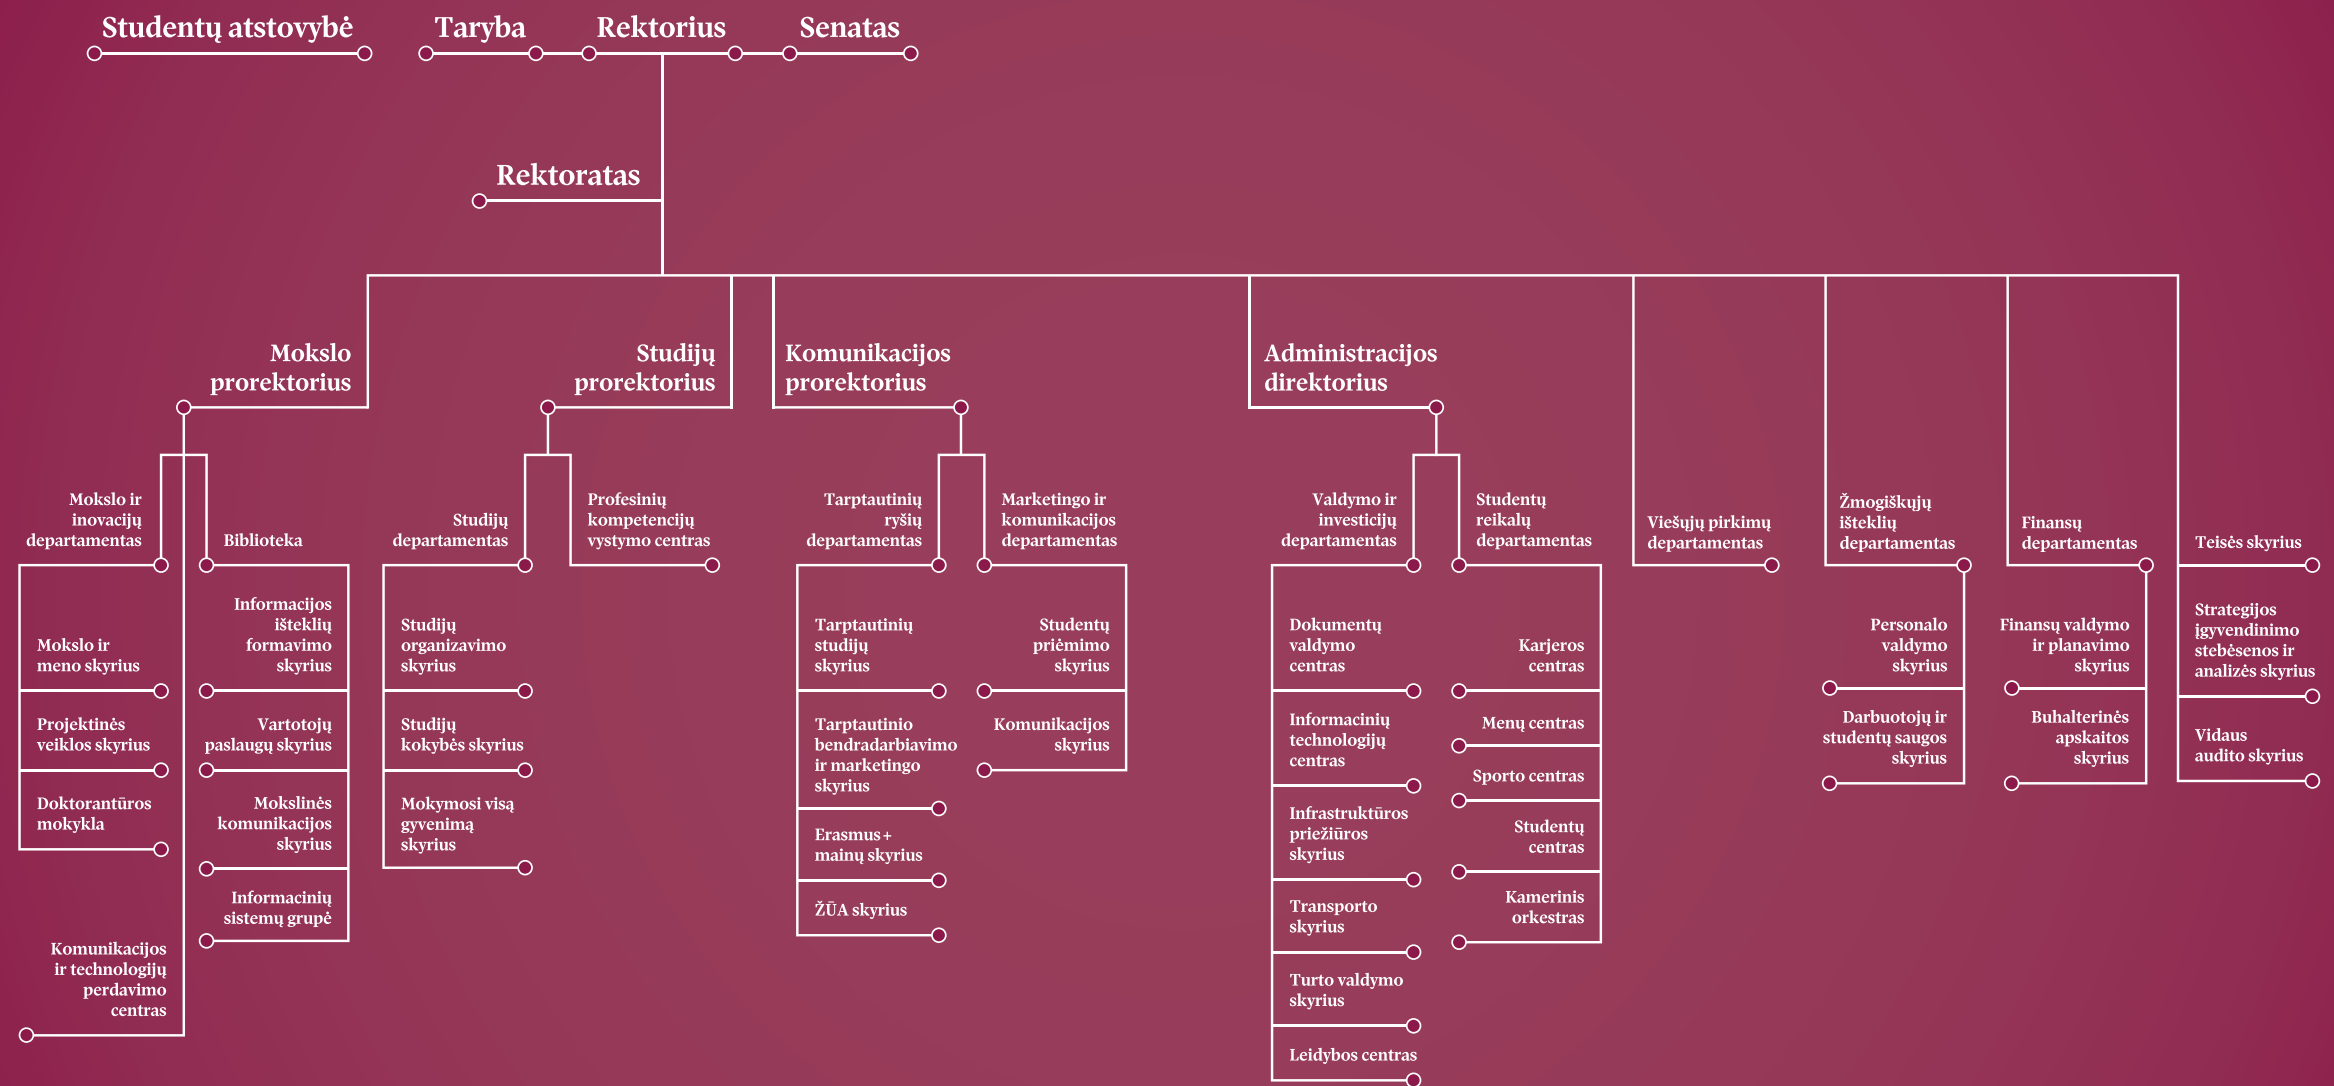 Studentų atstovybė
Taryba
Rektorius
Senatas
Rektoratas
Mokslo
prorektorius
Studijų
prorektorius
Komunikacijos
prorektorius
Administracijos
direktorius
Mokslo ir
inovacijų
departamentas
Mokslo ir
meno skyrius
Projektinės
veiklos skyrius
Doktorantūros
mokykla
Komunikacijos
ir technologijų
perdavimo
centras
Biblioteka
Informacijos
išteklių
formavimo
skyrius
Vartotojų
paslaugų skyrius
Mokslinės
komunikacijos
skyrius
Informacinių
sistemų grupė
Studijų
departamentas
Studijų
organizavimo
skyrius
Studijų
kokybės skyrius
Mokymosi visą
gyvenimą
skyrius
Profesinių
kompetencijų
vystymo centras
Tarptautinių
ryšių
departamentas
Tarptautinių
studijų
skyrius
Tarptautinio
bendradarbiavimo
ir marketingo
skyrius
Erasmus+
mainų skyrius
ŽŪA skyrius
Marketingo ir
komunikacijos
departamentas
Studentų
priėmimo
skyrius
Komunikacijos
skyrius
Valdymo ir
investicijų
departamentas
Dokumentų
valdymo
centras
Informacinių
technologijų
centras
Infrastruktūros
priežiūros
skyrius
Transporto
skyrius
Turto valdymo
skyrius
Leidybos centras
Studentų
reikalų
departamentas
Karjeros
centras
Menų centras
Sporto centras
Studentų
centras
Kamerinis
orkestras
Viešųjų pirkimų
departamentas
Žmogiškųjų
išteklių
departamentas
Personalo
valdymo
skyrius
Darbuotojų ir
studentų saugos
skyrius
Finansų
departamentas
Finansų valdymo
ir planavimo
skyrius
Buhalterinės
apskaitos
skyrius
Teisės skyrius
Strategijos
įgyvendinimo
stebėsenos ir
analizės skyrius
Vidaus
audito skyrius